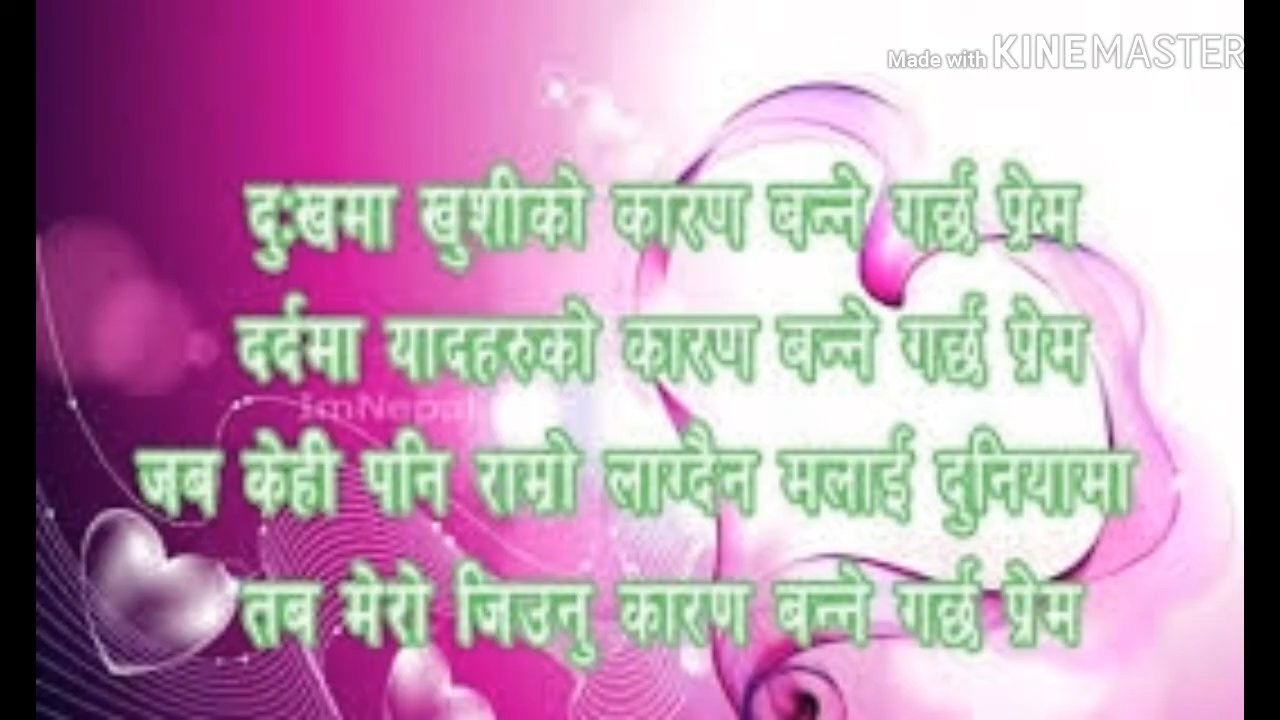 Made with KINEMASTER
दुःखमा खुशीको कारण बन्ने गर्छ प्रेम
दर्दमा यादहरुको कारण बन्ने गर्छ प्रेम
ImNepal
जब केही पनि राम्रो लाग्दैन मलाई दुनियामा
तब मेरो जिउनु कारण बन्ने गर्छ प्रेम